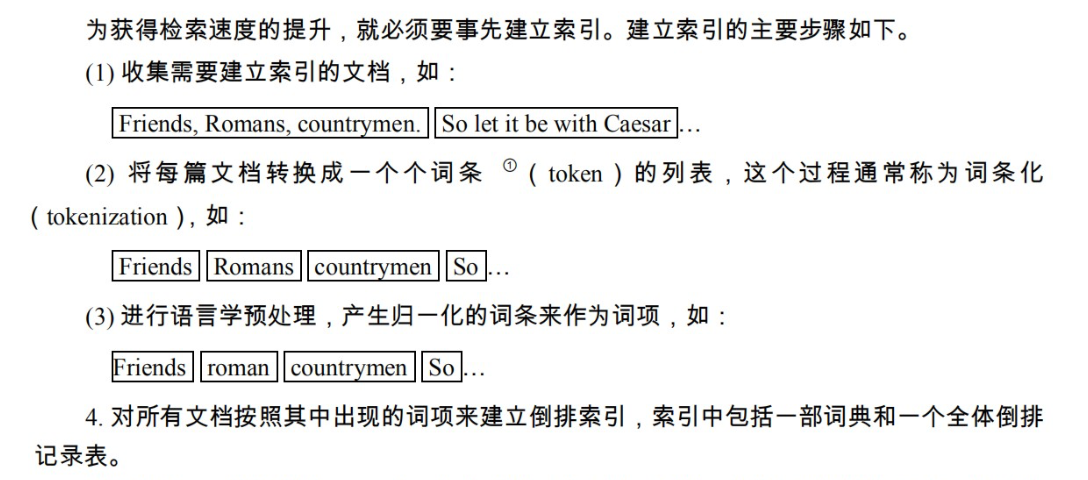 为获得检索速度的提升，就必须要事先建立索引。建立索引的主要步骤如下。
(1) 收集需要建立索引的文档，如：
Friends, Romans, countrymen. So let it be with Caesar…
(2) 将每篇文档转换成一个个词条 ①（token）的列表，这个过程通常称为词条化
（tokenization），如：
Friends Romans countrymen So…
(3) 进行语言学预处理，产生归一化的词条来作为词项，如：
Friends roman countrymen So…
4. 对所有文档按照其中出现的词项来建立倒排索引，索引中包括一部词典和一个全体倒排
记录表。